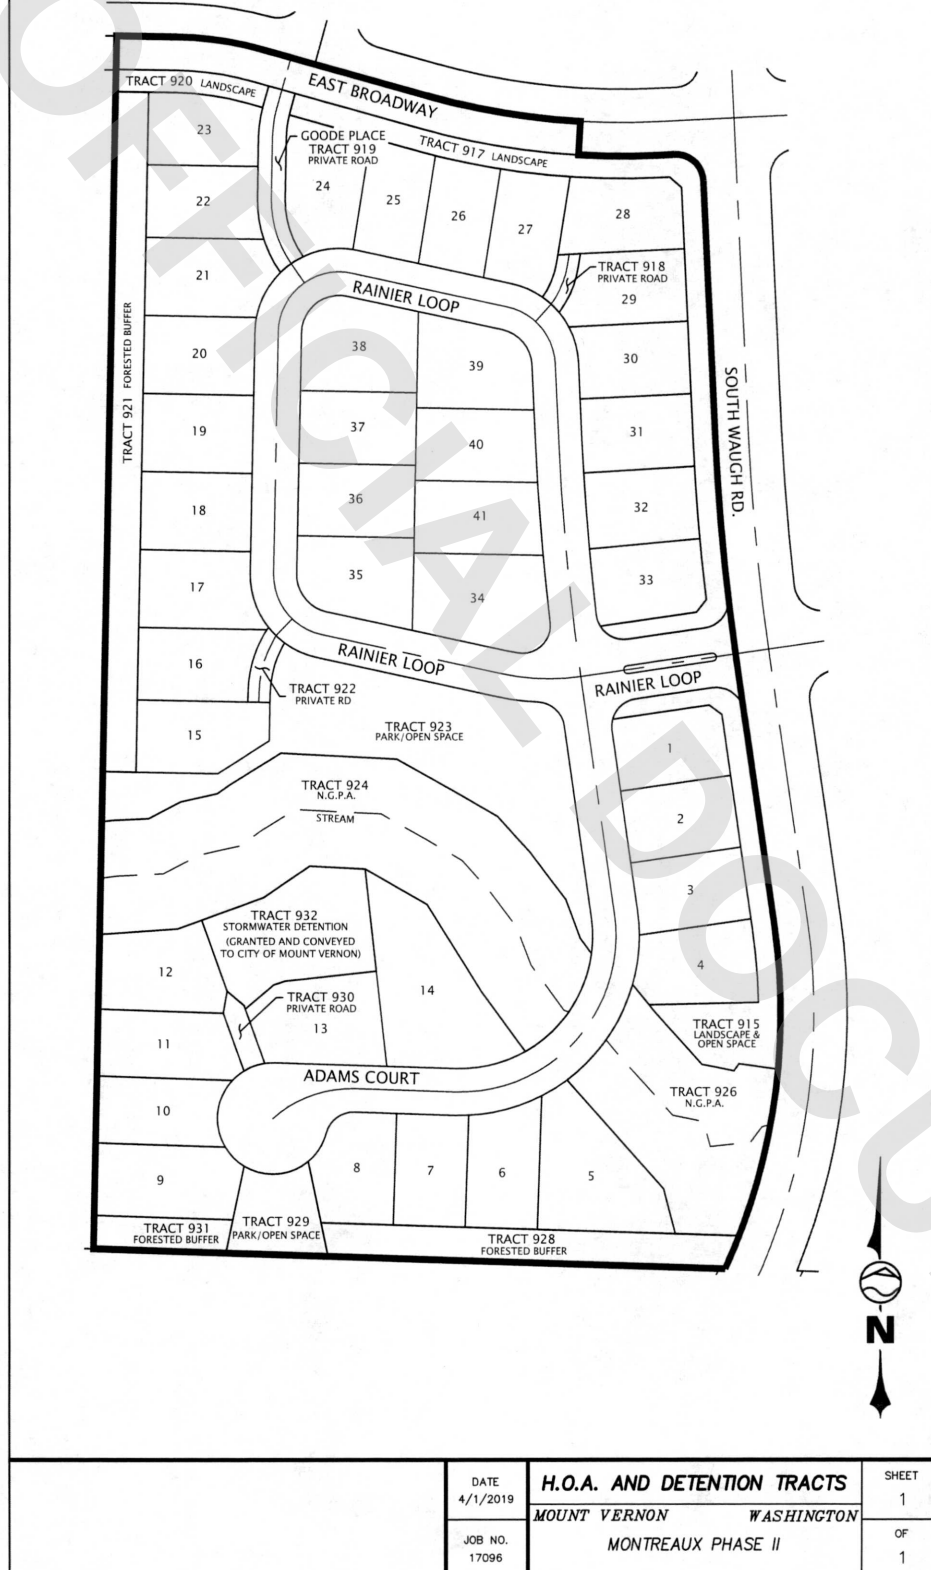 EAST BROADWAY
TRACT 920 LANDSCAPE
GOODE PLACE
TRACT 919
PRIVATE ROAD
TRACT 917 LANDSCAPE
23
24
25
26
27
28
22
TRACT 918
PRIVATE ROAD
29
21
RAINIER LOOP
TRACT 921 FORESTED BUFFER
20
38
39
30
SOUTH WAUGH RD.
19
37
40
31
18
36
41
32
17
35
34
33
16
RAINIER LOOP
RAINIER LOOP
TRACT 922
PRIVATE RD
15
TRACT 923
PARK/OPEN SPACE
1
TRACT 924
N.G.P.A.
STREAM
2
3
TRACT 932
STORMWATER DETENTION
(GRANTED AND CONVEYED
TO CITY OF MOUNT VERNON)
12
4
14
TRACT 930
PRIVATE ROAD
13
11
TRACT 915
LANDSCAPE &
OPEN SPACE
ADAMS COURT
TRACT 926
N.G.P.A.
10
9
8
7
6
5
TRACT 931
FORESTED BUFFER
TRACT 929
PARK/OPEN SPACE
TRACT 928
FORESTED BUFFER
N
DATE
4/1/2019
JOB NO.
17096
H.O.A. AND DETENTION TRACTS
MOUNT VERNON WASHINGTON
MONTREAUX PHASE II
SHEET
1
OF
1
OFFICIAL DOCU